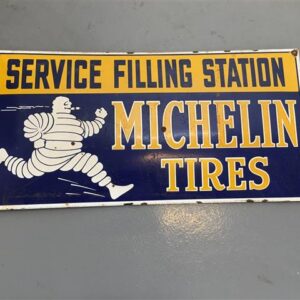 SERVICE FILLING STATION
MICHELIN
TIRES